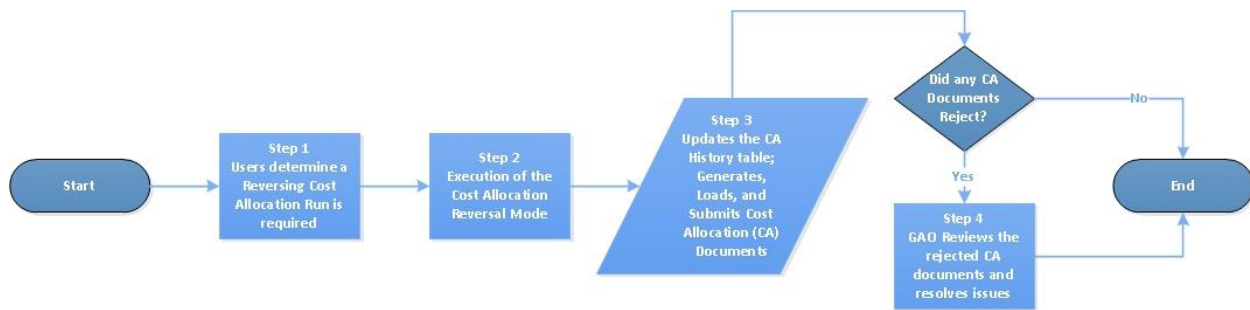 Start
Step 1
Users determine a
Reversing Cost
Allocation Run is
required
Step 2
Execution of the
Cost Allocation
Reversal Mode
Step 3
Updates the CA
History table;
Generates,
Loads, and
Submits Cost
Allocation (CA)
Documents
Did any CA
Documents
Reject?
No
Yes
Step 4
GAO Reviews the
rejected CA
documents and
resolves issues
End